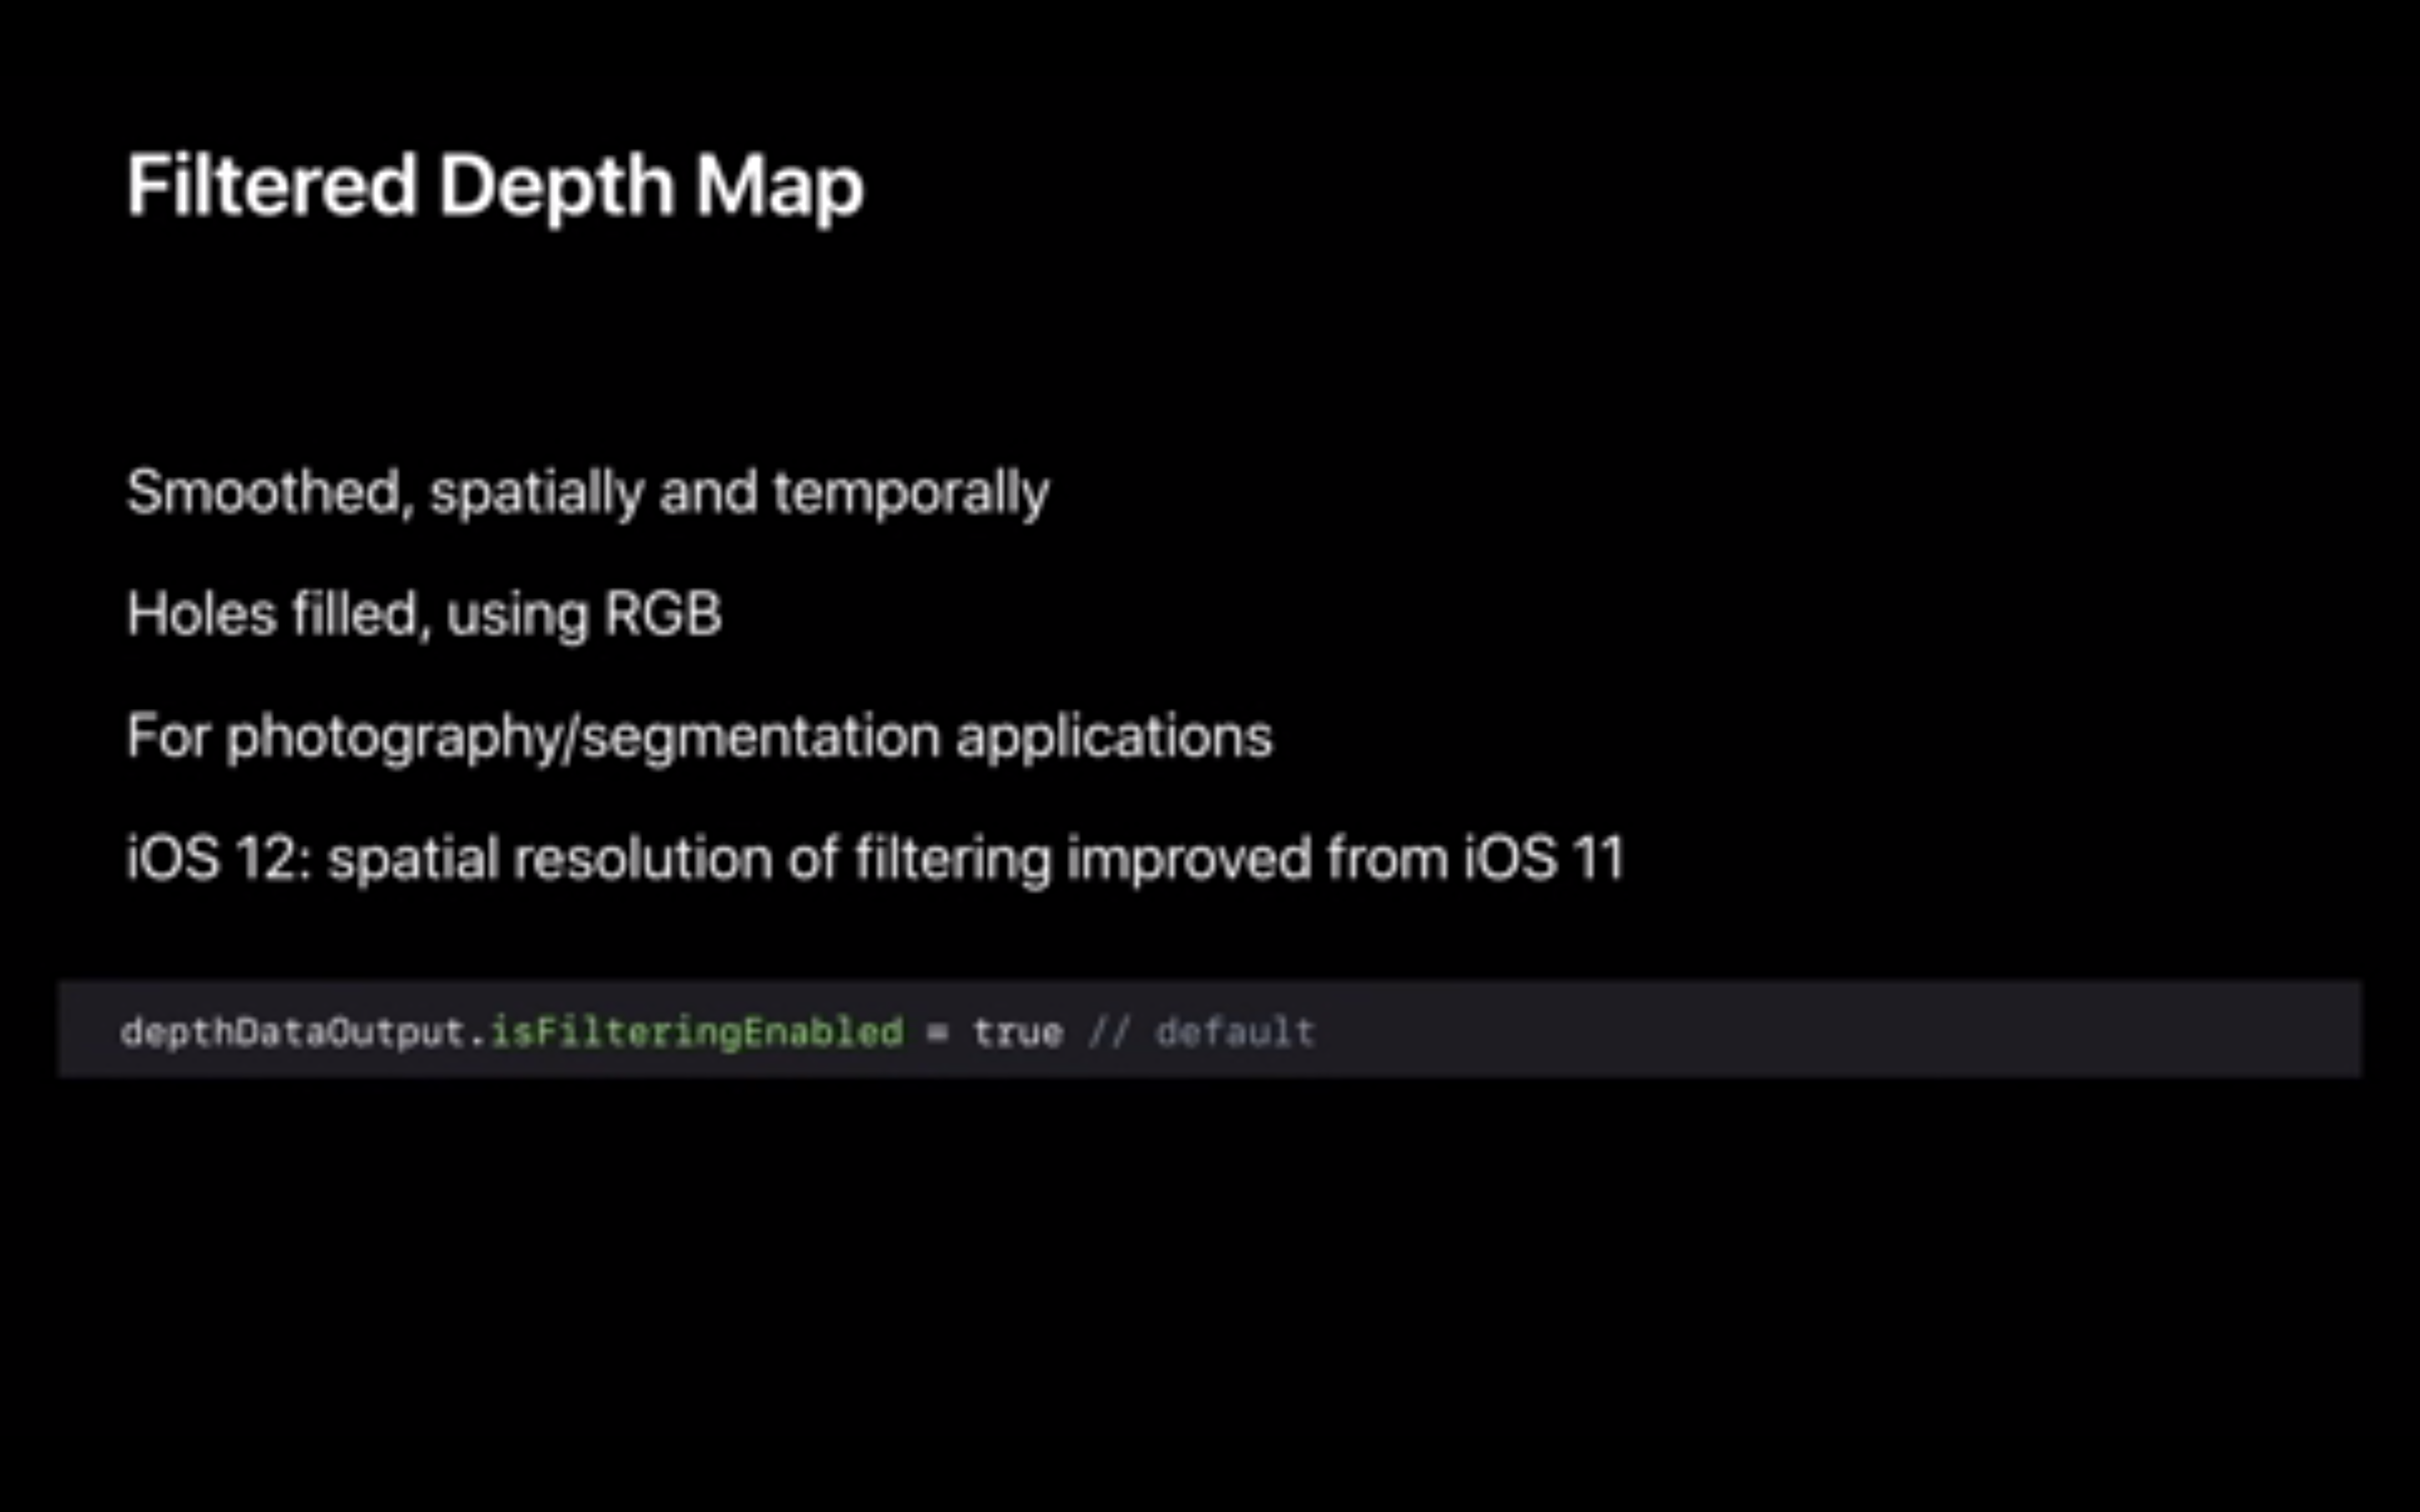 Filtered Depth Map
Smoothed, spatially and temporally
Holes filled, using RGB
For photography/segmentation applications
iOS 12: spatial resolution of filtering improved from iOS 11
depthDataOutput.isFilteringEnabled = true // default